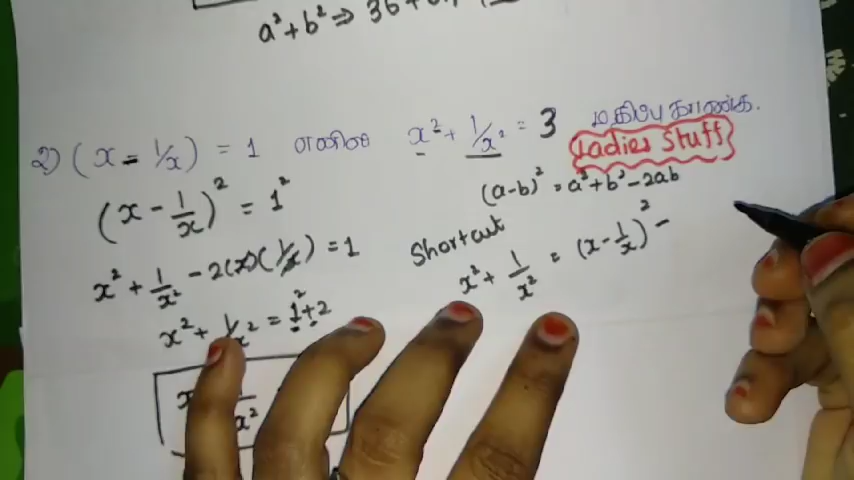 a² + b² ⇒ 36 +
2) (x - 1/x) = 1 எனில் x² + 1/x² = 3 மதிப்பு காண்க.
Ladies Stuff
(x - 1/x)² = 1²
(a-b)² = a² + b² - 2ab
x² + 1/x² - 2(x)(1/x) = 1
Shortcut
x² + 1/x² = (x - 1/x)² -
x² + 1/x² = 1² + 2